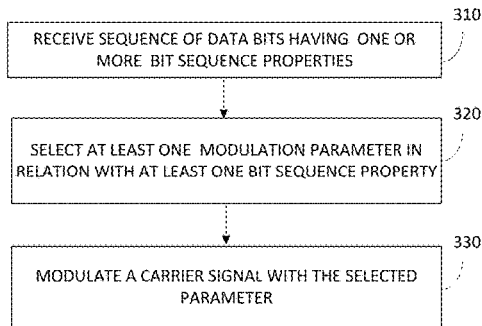 310
RECEIVE SEQUENCE OF DATA BITS HAVING ONE OR
MORE BIT SEQUENCE PROPERTIES
320
SELECT AT LEAST ONE MODULATION PARAMETER IN
RELATION WITH AT LEAST ONE BIT SEQUENCE PROPERTY
330
MODULATE A CARRIER SIGNAL WITH THE SELECTED
PARAMETER